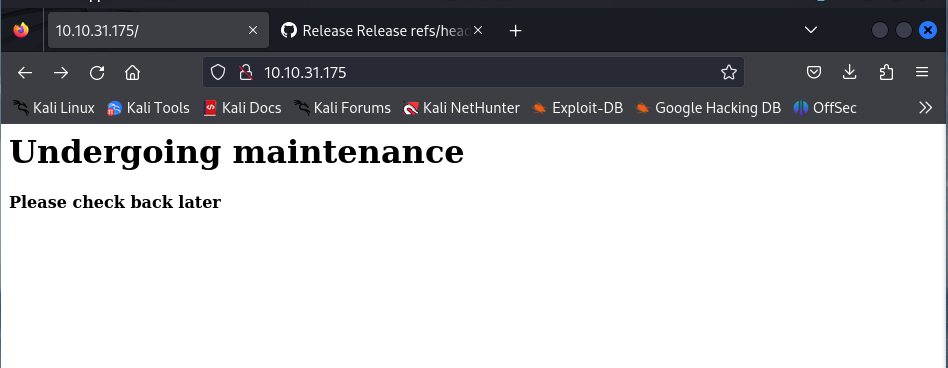 10.10.31.175/
Release Release refs/head
10.10.31.175
Kali Linux
Kali Tools
Kali Docs
Kali Forums
Kali NetHunter
Exploit-DB
Google Hacking DB
OffSec
Undergoing maintenance
Please check back later